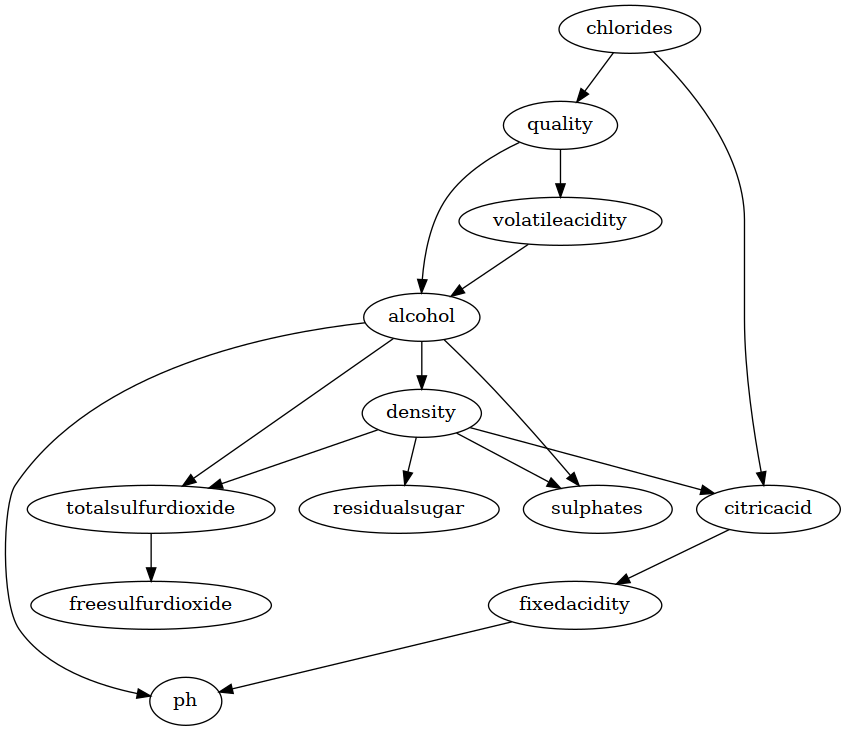 chlorides
quality
volatileacidity
alcohol
density
totalsulfurdioxide
residualsugar
sulphates
citricacid
freesulfurdioxide
fixedacidity
ph